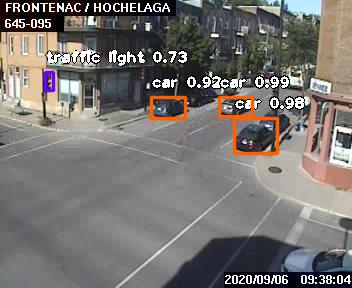 FRONTENAC / HOCHELAGA
645-095
traffic light 0.73
car 0.92
car 0.99
car 0.98
2020/09/06 09:38:04